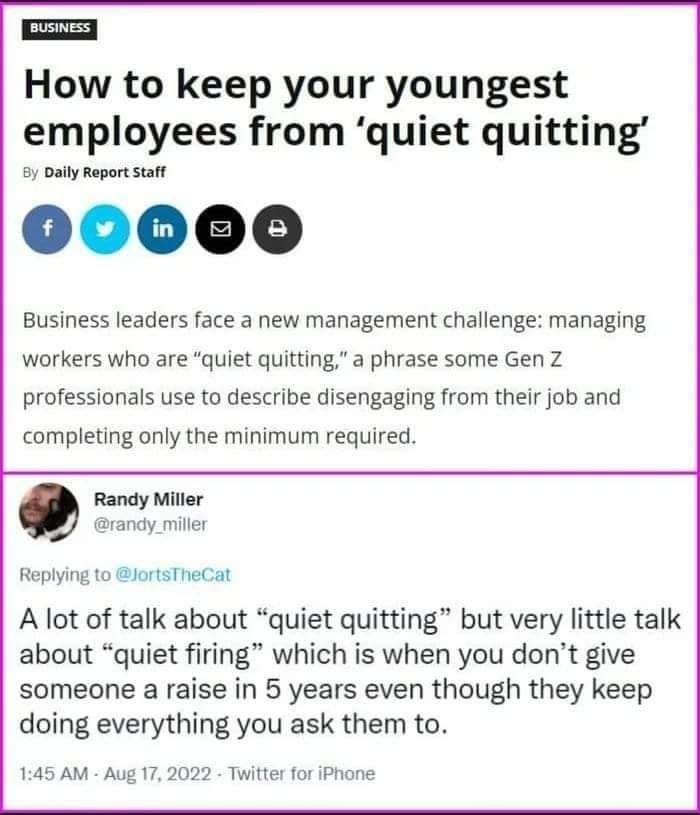 BUSINESS
How to keep your youngest
employees from ‘quiet quitting’
By Daily Report Staff
f in
Business leaders face a new management challenge: managing
workers who are “quiet quitting,” a phrase some Gen Z
professionals use to describe disengaging from their job and
completing only the minimum required.
Randy Miller
@randy_miller
Replying to @JortsTheCat
A lot of talk about “quiet quitting” but very little talk
about “quiet firing” which is when you don’t give
someone a raise in 5 years even though they keep
doing everything you ask them to.
1:45 AM · Aug 17, 2022 · Twitter for iPhone